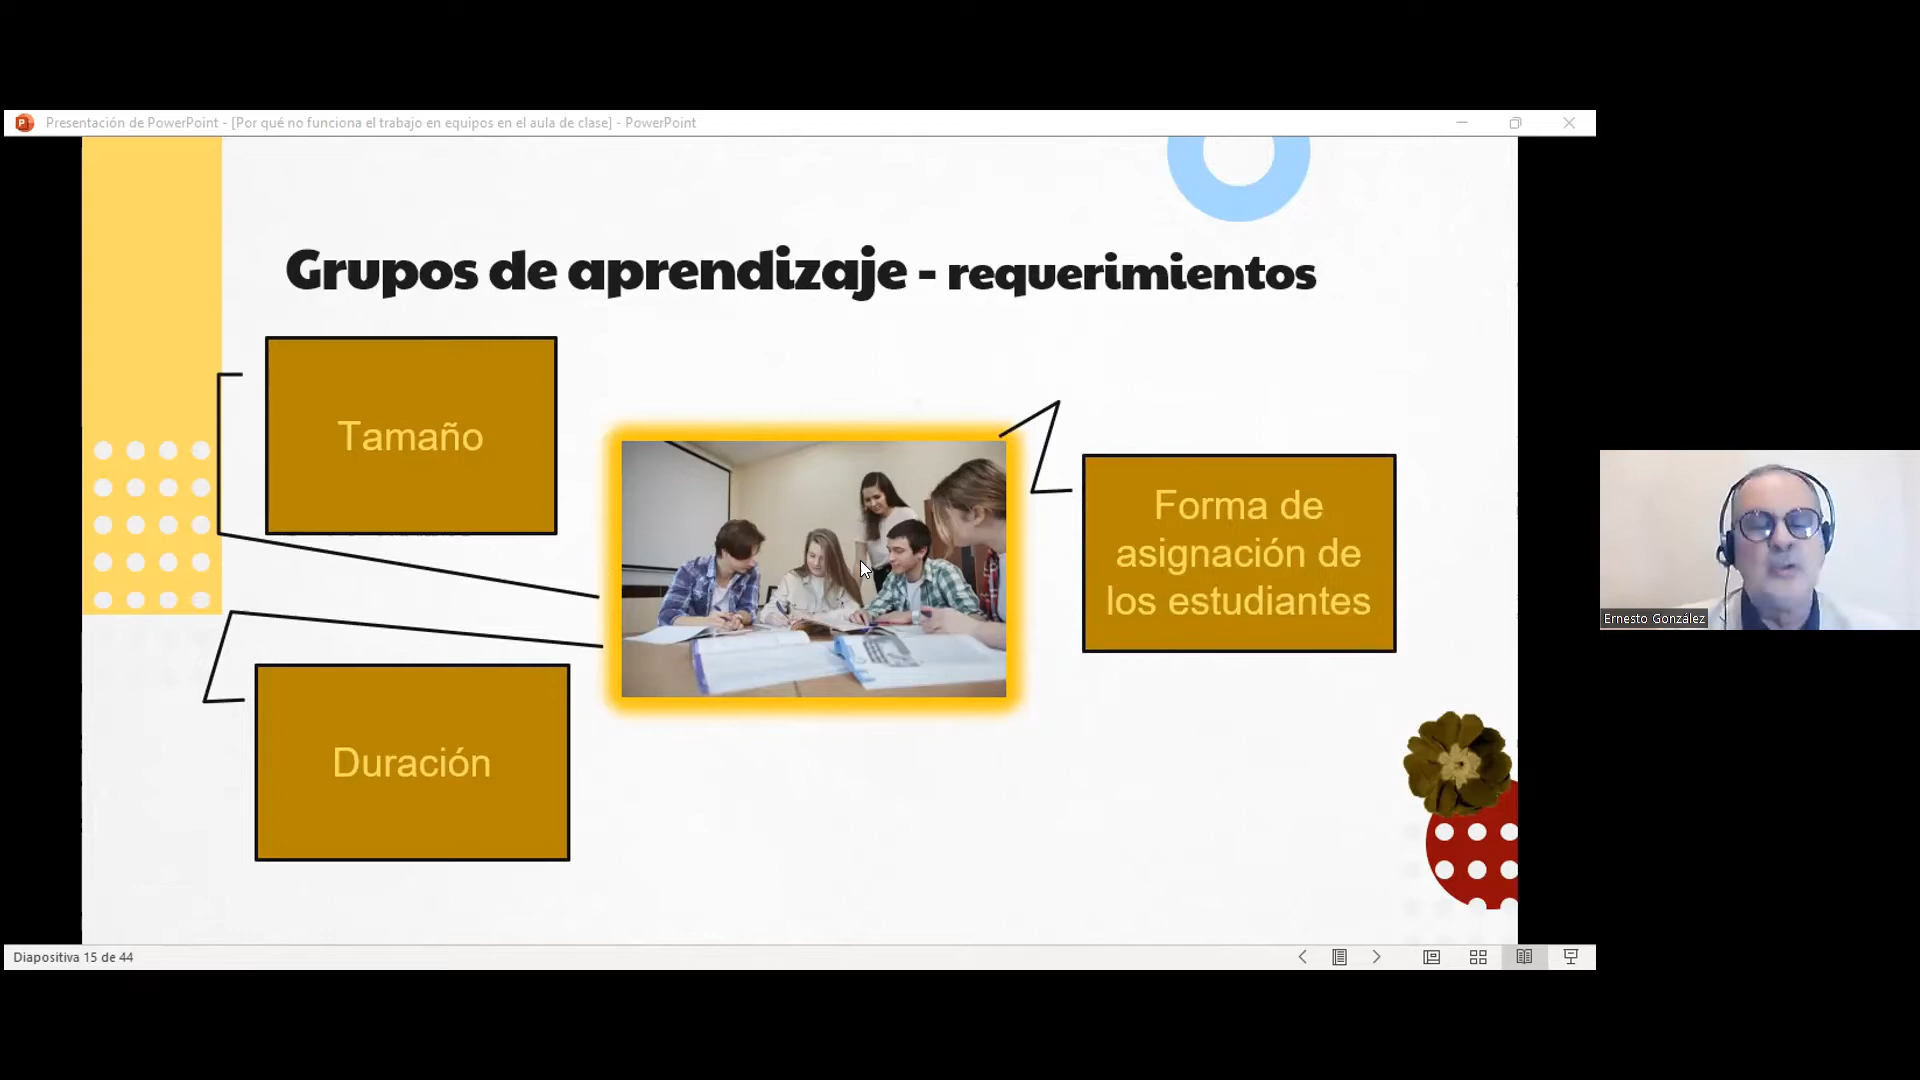 Presentación de PowerPoint - [Por qué no funciona el trabajo en equipos en el aula de clase] - PowerPoint
Grupos de aprendizaje - requerimientos
Tamaño
Forma de
asignación de
los estudiantes
Duración
Ernesto González
Diapositiva 15 de 44